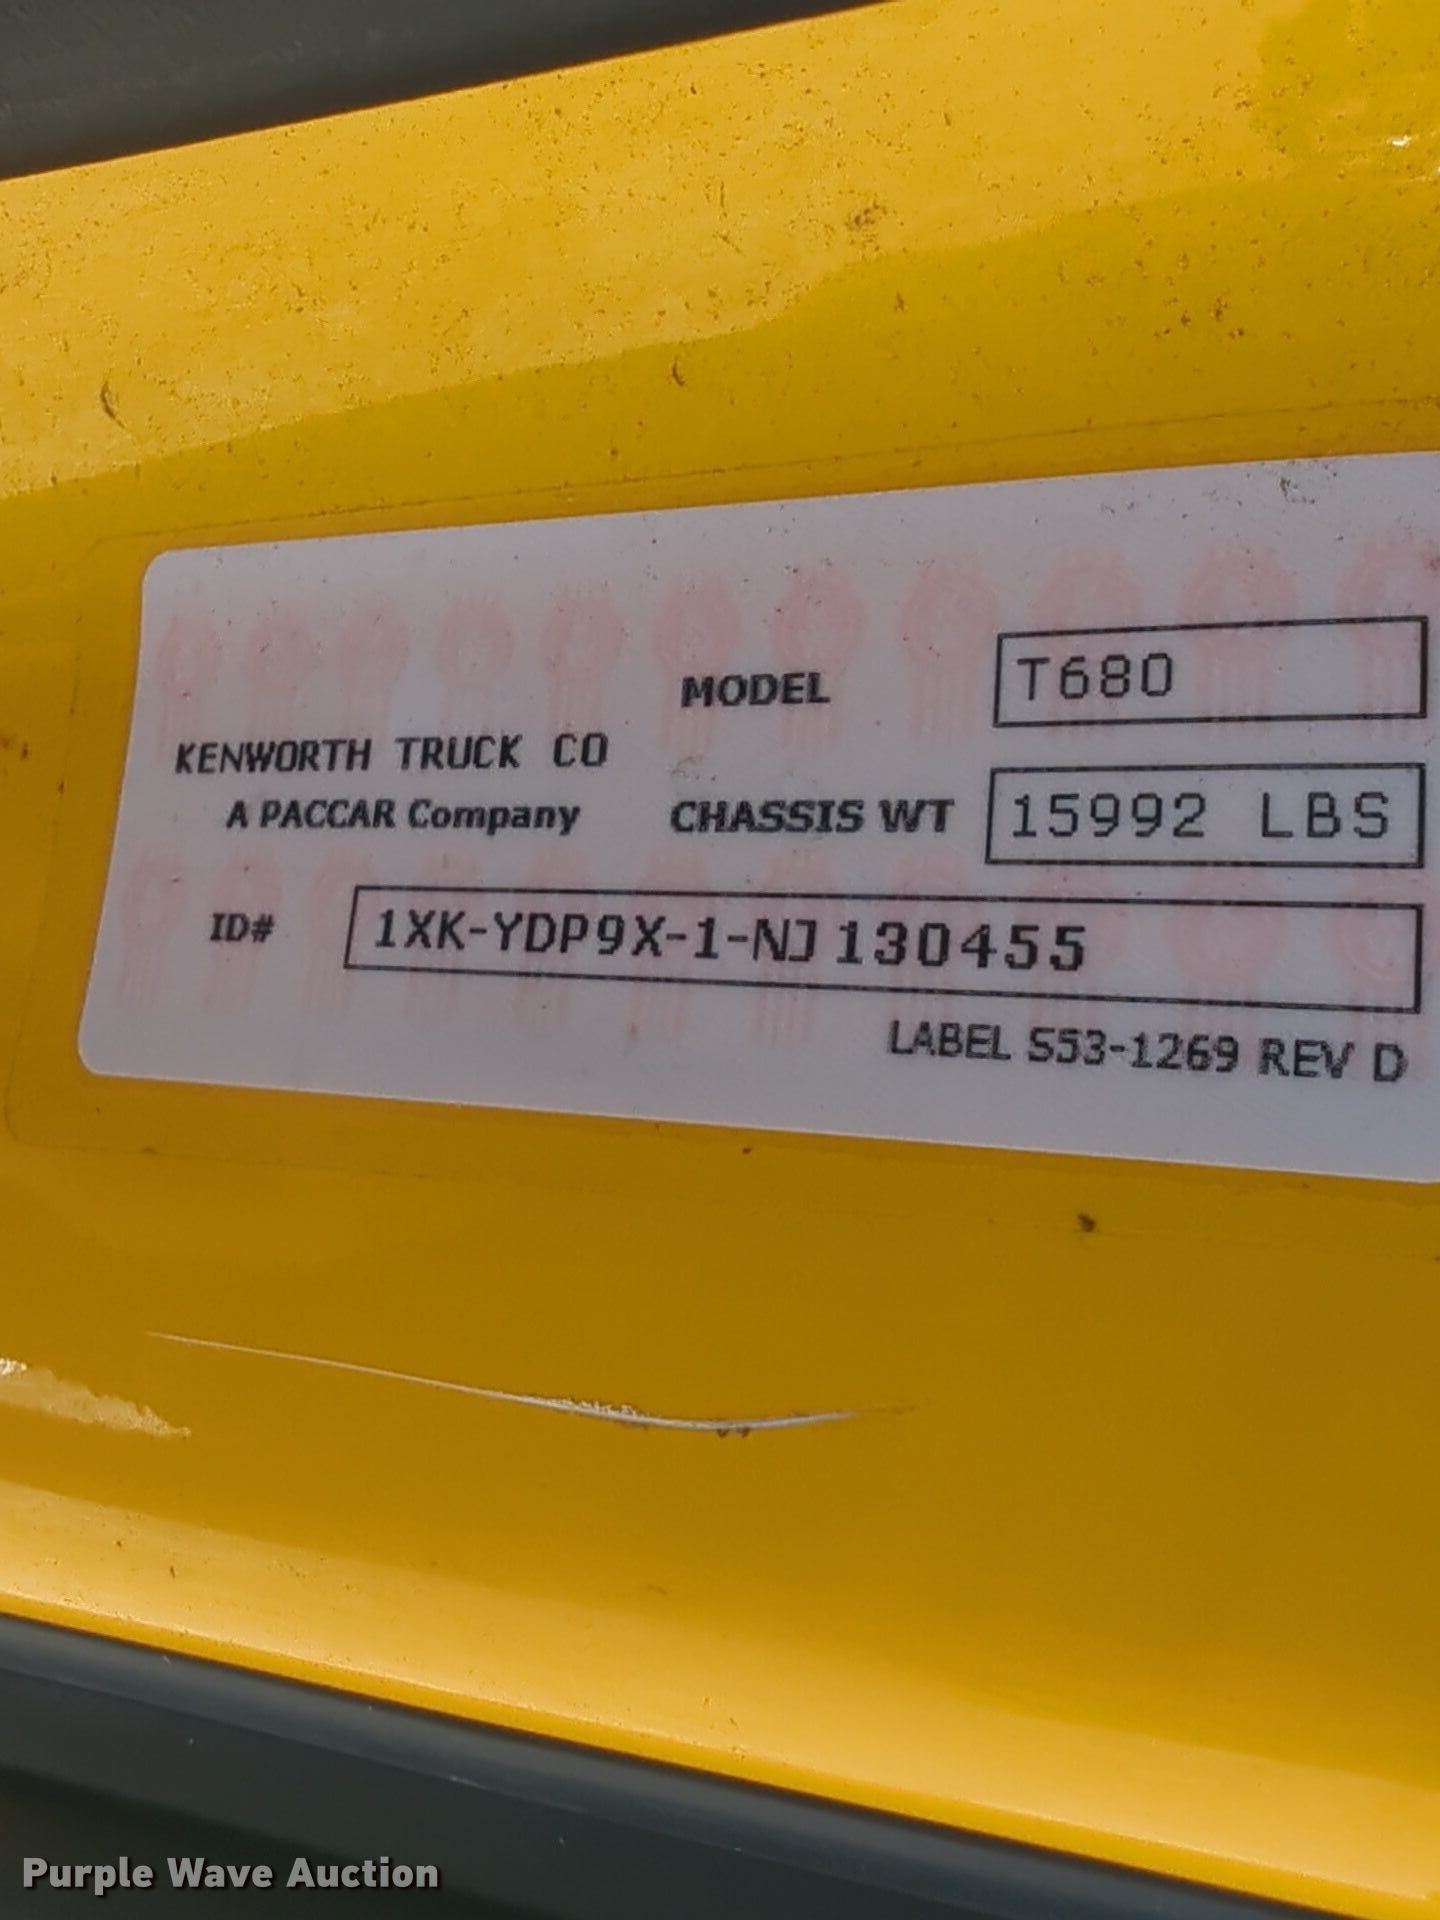 MODEL T680
KENWORTH TRUCK CO
A PACCAR Company
CHASSIS WT 15992 LBS
ID# 1XK-YDP9X-1-NJ130455
LABEL S53-1269 REV D
Purple Wave Auction